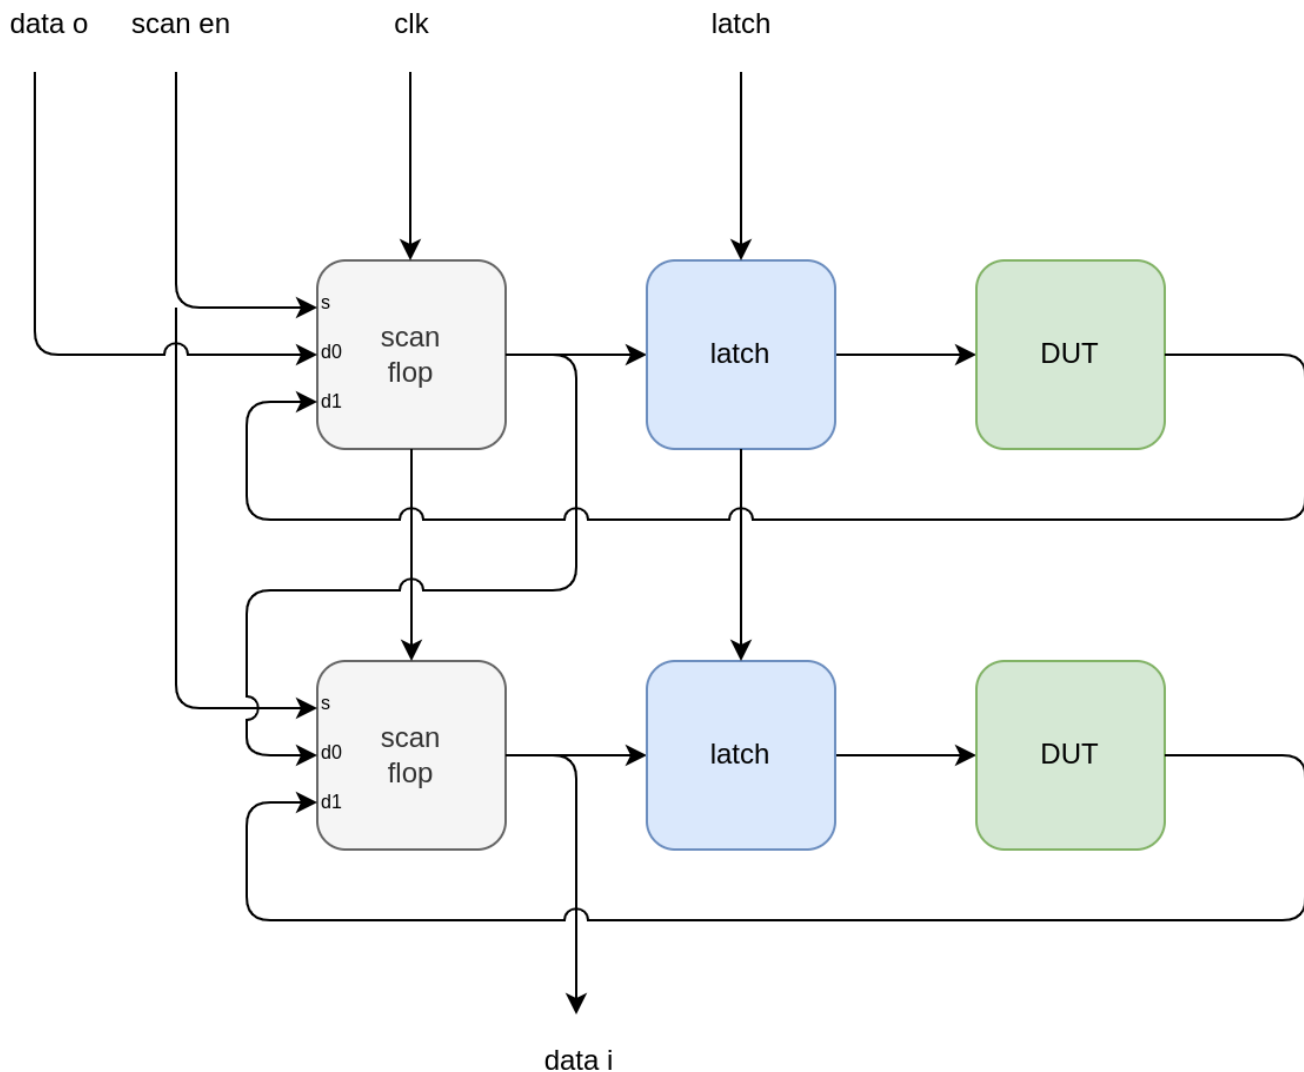 data o
scan en
clk
latch
s
d0
d1
scan
flop
latch
DUT
s
d0
d1
scan
flop
latch
DUT
data i